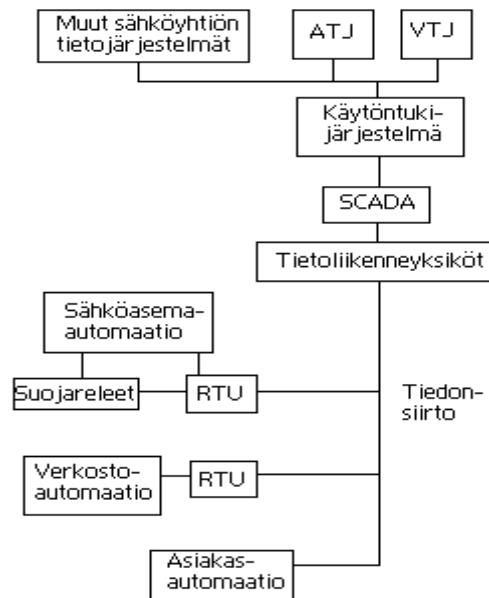 Muut sähköyhtiön
tietojärjestelmät
ATJ
VTJ
Käytöntuki-
järjestelmä
SCADA
Tietoliikenneyksiköt
Sähköasema-
automaatio
Suojareleet
RTU
Tiedon-
siirto
Verkosto-
automaatio
RTU
Asiakas-
automaatio